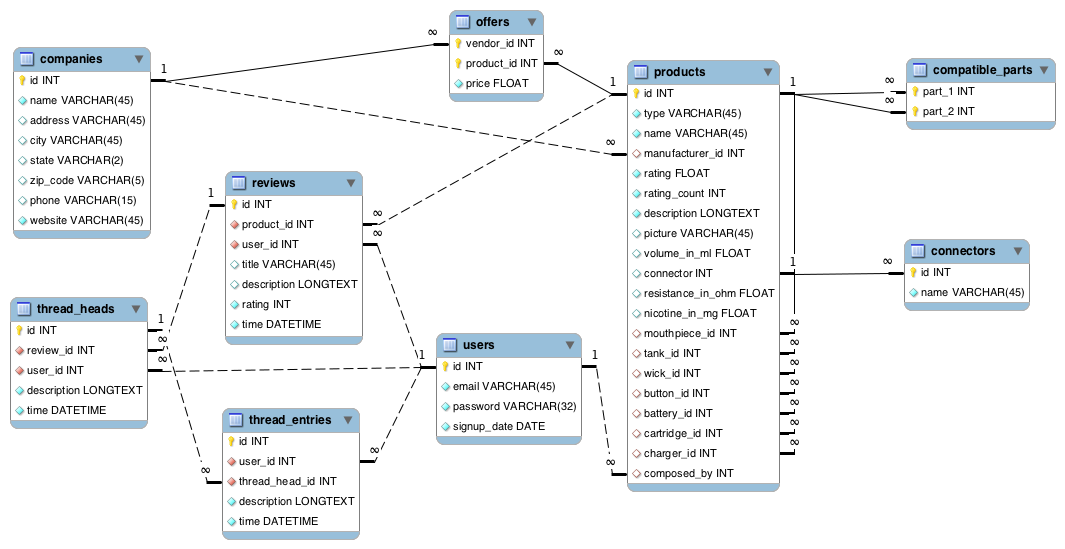 offers
vendor_id INT
product_id INT
price FLOAT
companies
id INT
name VARCHAR(45)
address VARCHAR(45)
city VARCHAR(45)
state VARCHAR(2)
zip_code VARCHAR(5)
phone VARCHAR(15)
website VARCHAR(45)
products
id INT
type VARCHAR(45)
name VARCHAR(45)
manufacturer_id INT
rating FLOAT
rating_count INT
description LONGTEXT
picture VARCHAR(45)
volume_in_ml FLOAT
connector INT
resistance_in_ohm FLOAT
nicotine_in_mg FLOAT
mouthpiece_id INT
tank_id INT
wick_id INT
button_id INT
battery_id INT
cartridge_id INT
charger_id INT
composed_by INT
compatible_parts
part_1 INT
part_2 INT
reviews
id INT
product_id INT
user_id INT
title VARCHAR(45)
description LONGTEXT
rating INT
time DATETIME
connectors
id INT
name VARCHAR(45)
thread_heads
id INT
review_id INT
user_id INT
description LONGTEXT
time DATETIME
users
id INT
email VARCHAR(45)
password VARCHAR(32)
signup_date DATE
thread_entries
id INT
user_id INT
thread_head_id INT
description LONGTEXT
time DATETIME
1
∞
∞
1
∞
1
∞
∞
1
∞
1
∞
∞
1
∞
∞
1
∞
∞
1
∞
∞
∞
∞
∞
∞
∞
∞